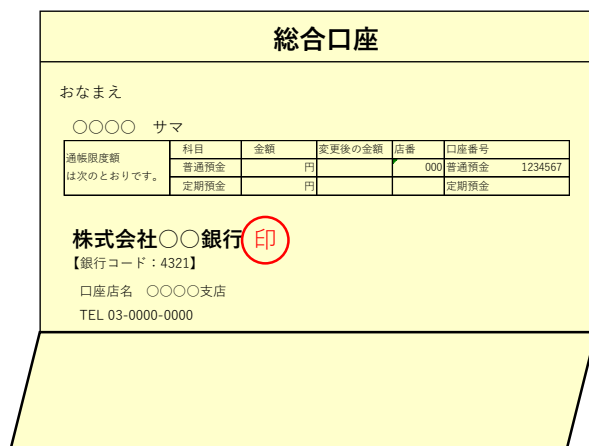 総合口座
おなまえ
○○○○　サマ
通帳限度額 科目 金額 変更後の金額 店番 口座番号
は次のとおりです。 普通預金 円 000 普通預金 1234567
定期預金 円 定期預金
株式会社○○銀行 印
【銀行コード：4321】
口座店名　○○○○支店
TEL 03-0000-0000